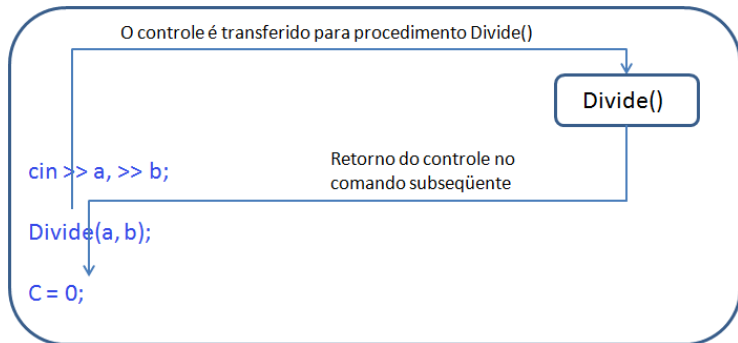 O controle é transferido para procedimento Divide()
Divide()
Retorno do controle no
comando subseqüente
cin >> a, >> b;
Divide(a, b);
C = 0;